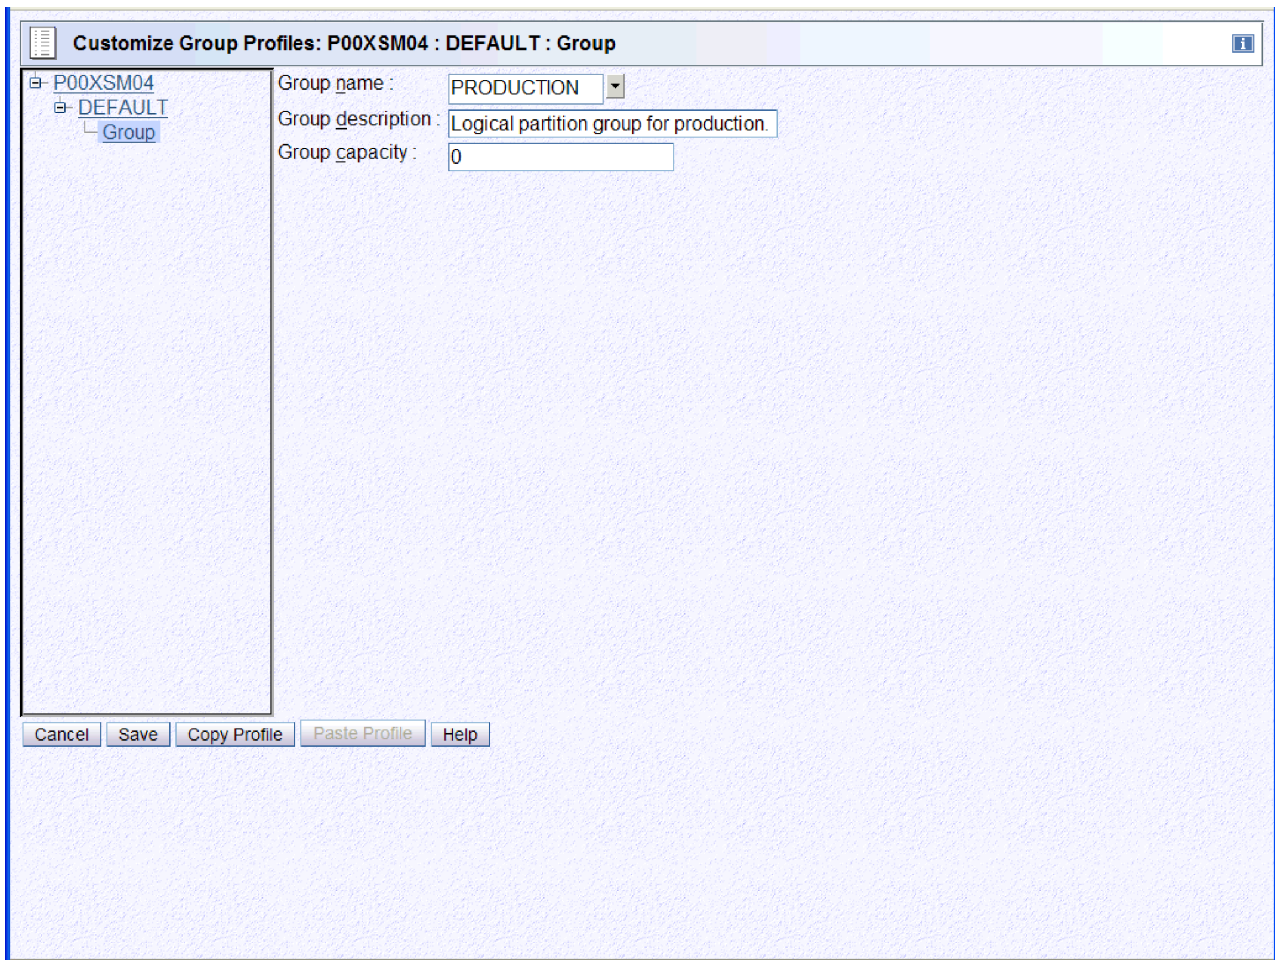 Customize Group Profiles: P00XSM04 : DEFAULT : Group
i
P00XSM04
DEFAULT
Group
Group name : PRODUCTION
Group description : Logical partition group for production.
Group capacity : 0
Cancel Save Copy Profile Paste Profile Help